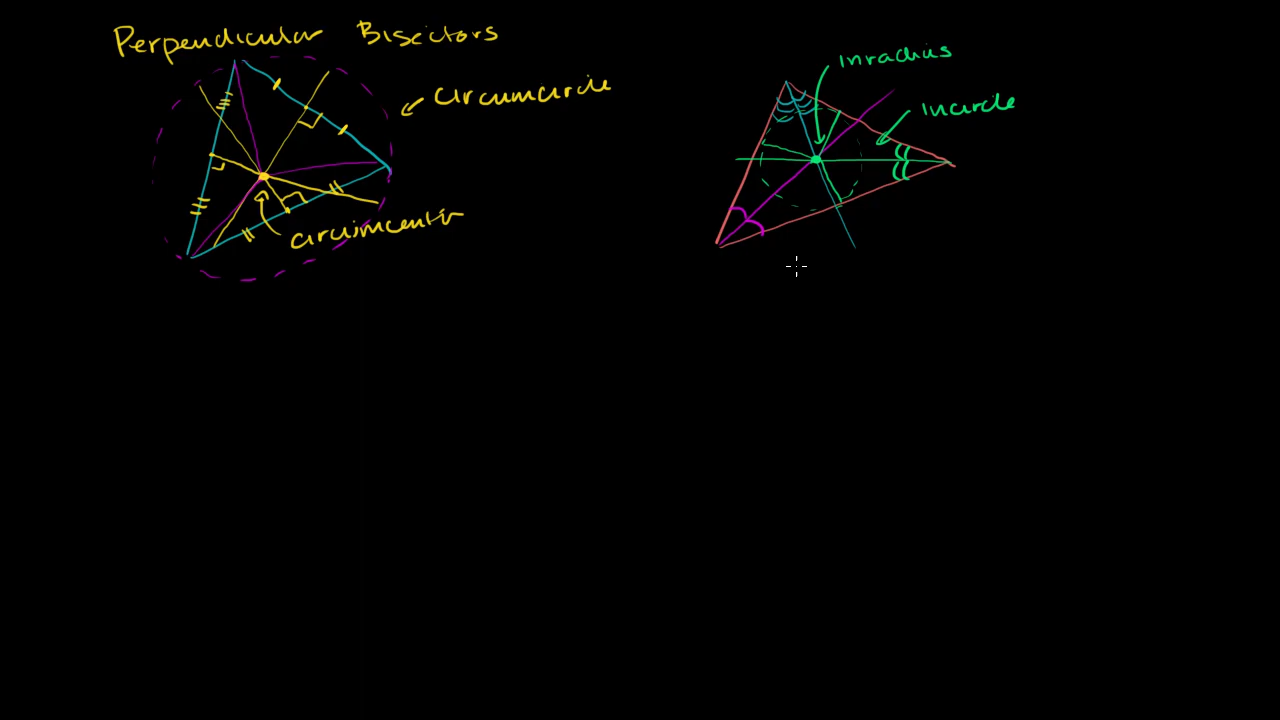 Perpendicular Bisectors
Circumcircle
circumcenter
inradius
Incircle